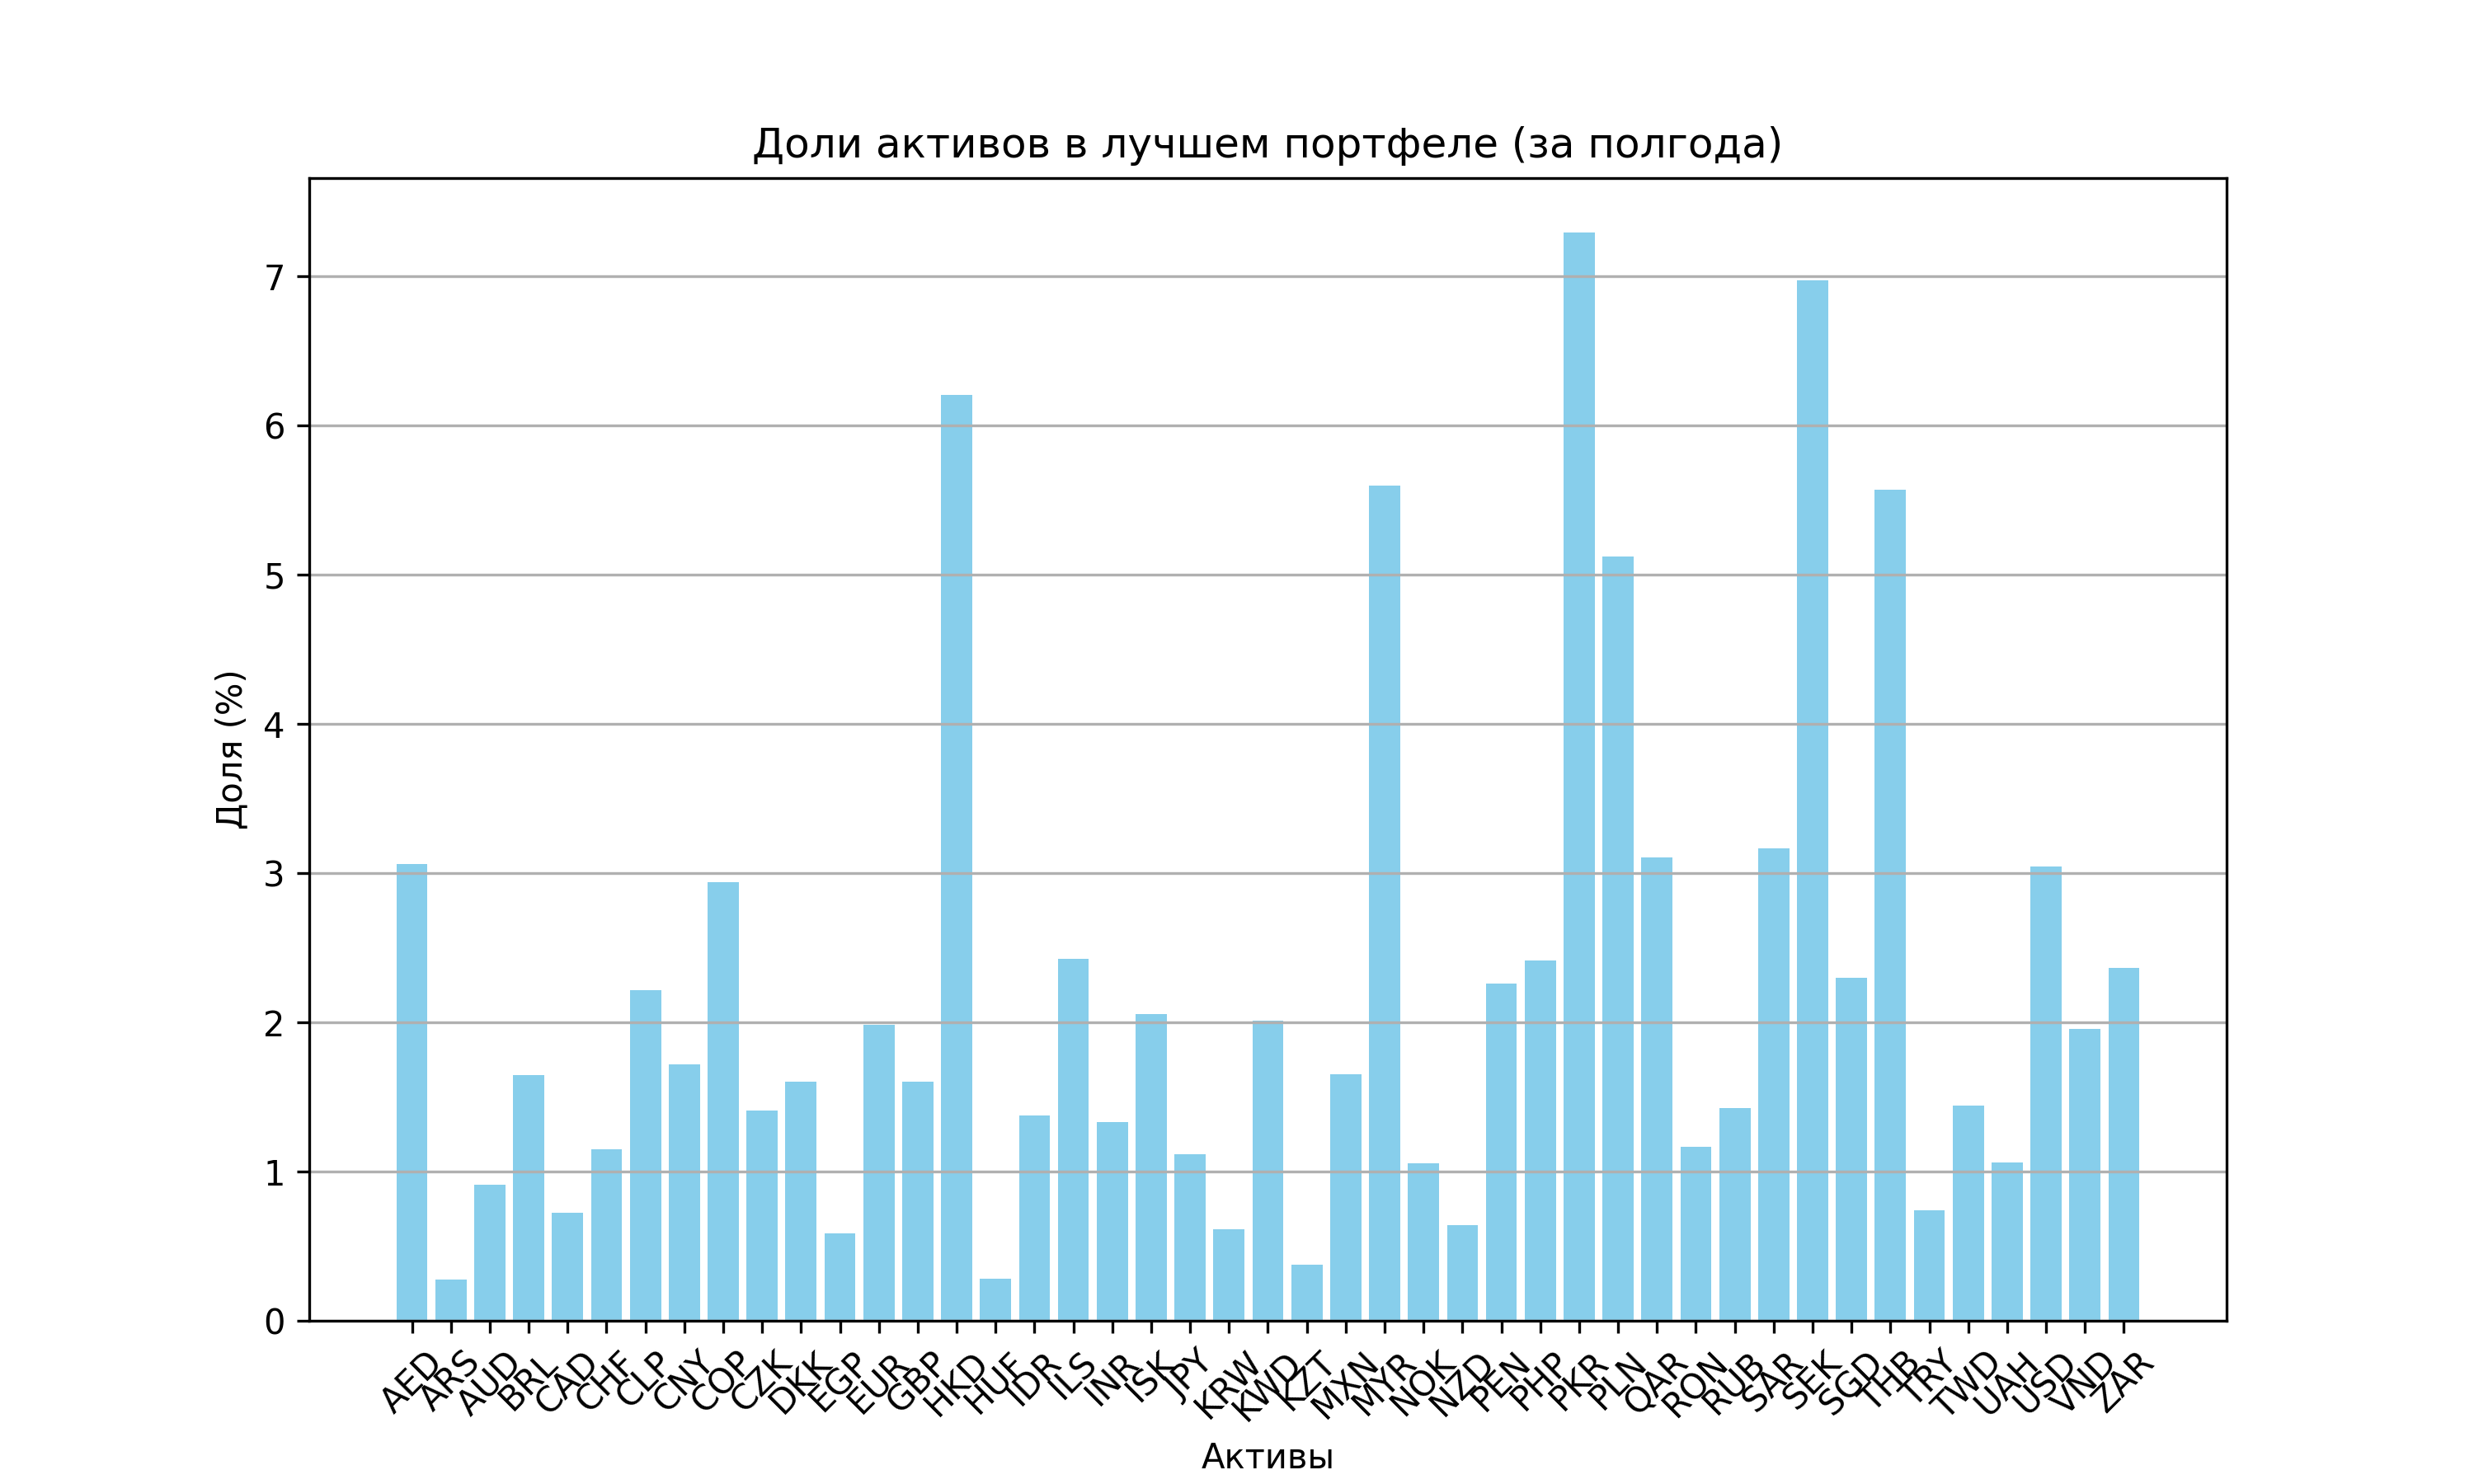 Доли активов в лучшем портфеле (за полгода)
Доля (%)
7
6
5
4
3
2
1
0
AED
ARS
AUD
BRL
CAD
CHF
CLP
CNY
COP
CZK
DKK
EGP
EUR
GBP
HKD
HUF
IDR
ILS
INR
ISK
JPY
KRW
KWD
KZT
MXN
MYR
NOK
NZD
PEN
PHP
PKR
PLN
QAR
RON
RUB
SAR
SEK
SGD
THB
TRY
TWD
UAH
USD
VND
ZAR
Активы